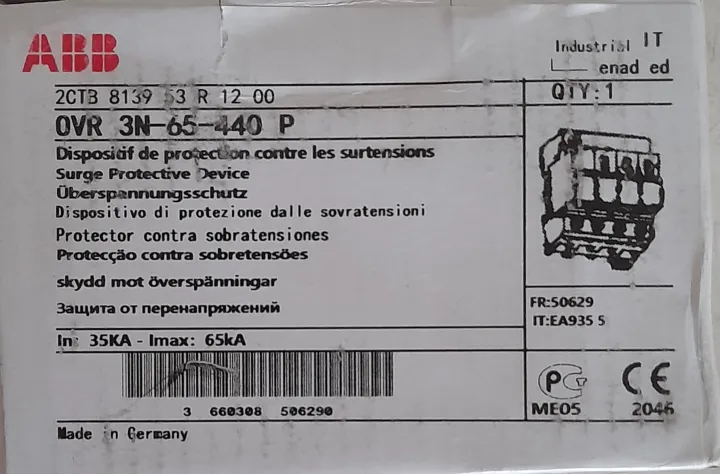 ABB
Industrial IT
enad ed
2CTB 8139 53 R 12 00
QTY:1
OVR 3N-65-440 P
Dispositif de protection contre les surtensions
Surge Protective Device
Überspannungsschutz
Dispositivo di protezione dalle sovratensioni
Protector contra sobratensiones
Protecção contra sobretensões
skydd mot överspänningar
Защита от перенапряжений
FR:50629
IT:EA935 5
In: 35KA - Imax: 65kA
3 660308 506290
ME05
CE
2046
Made in Germany